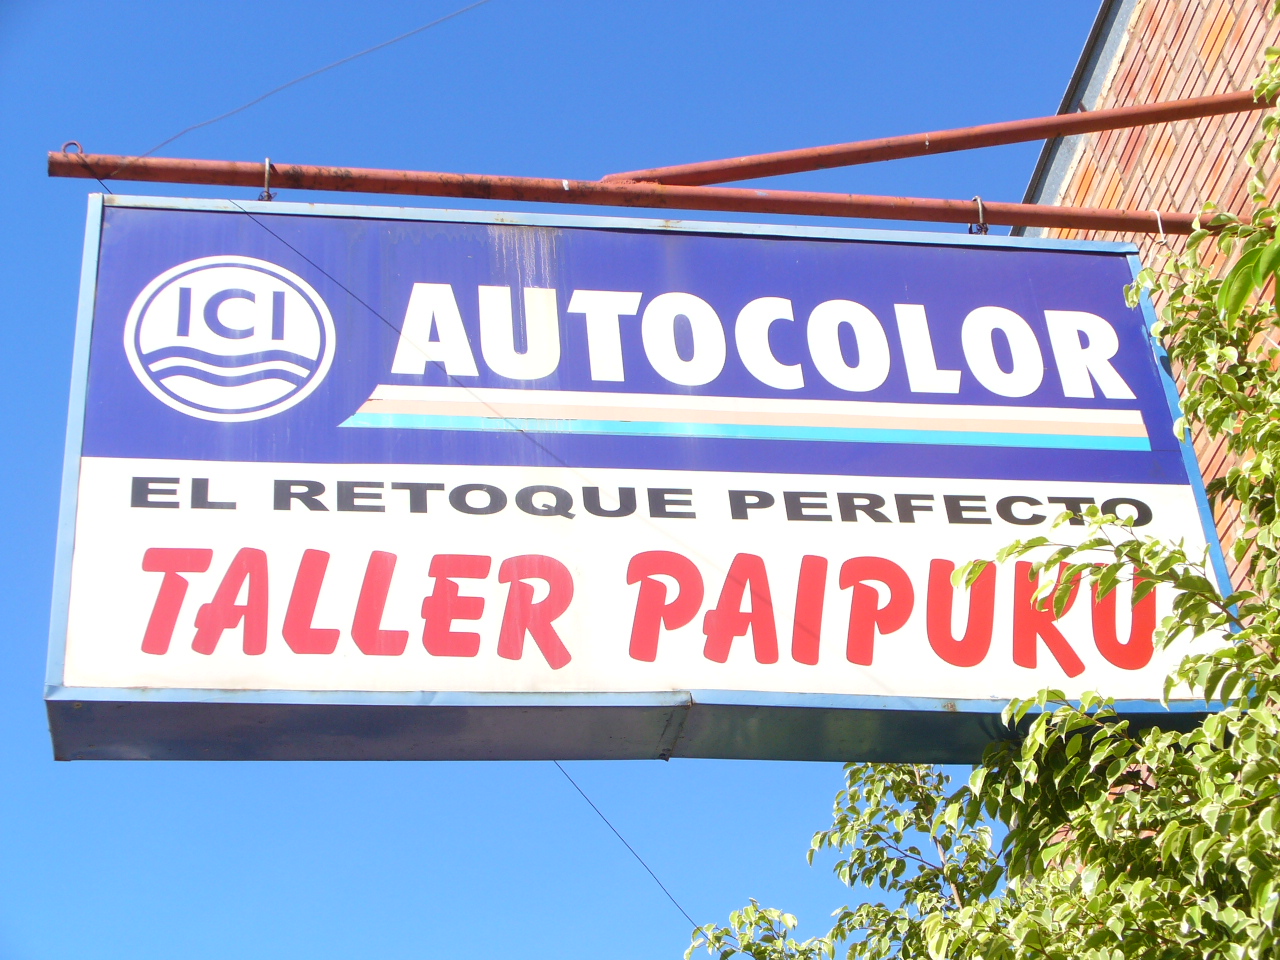 ICI AUTOCOLOR
EL RETOQUE PERFECTO
TALLER PAIPUKU